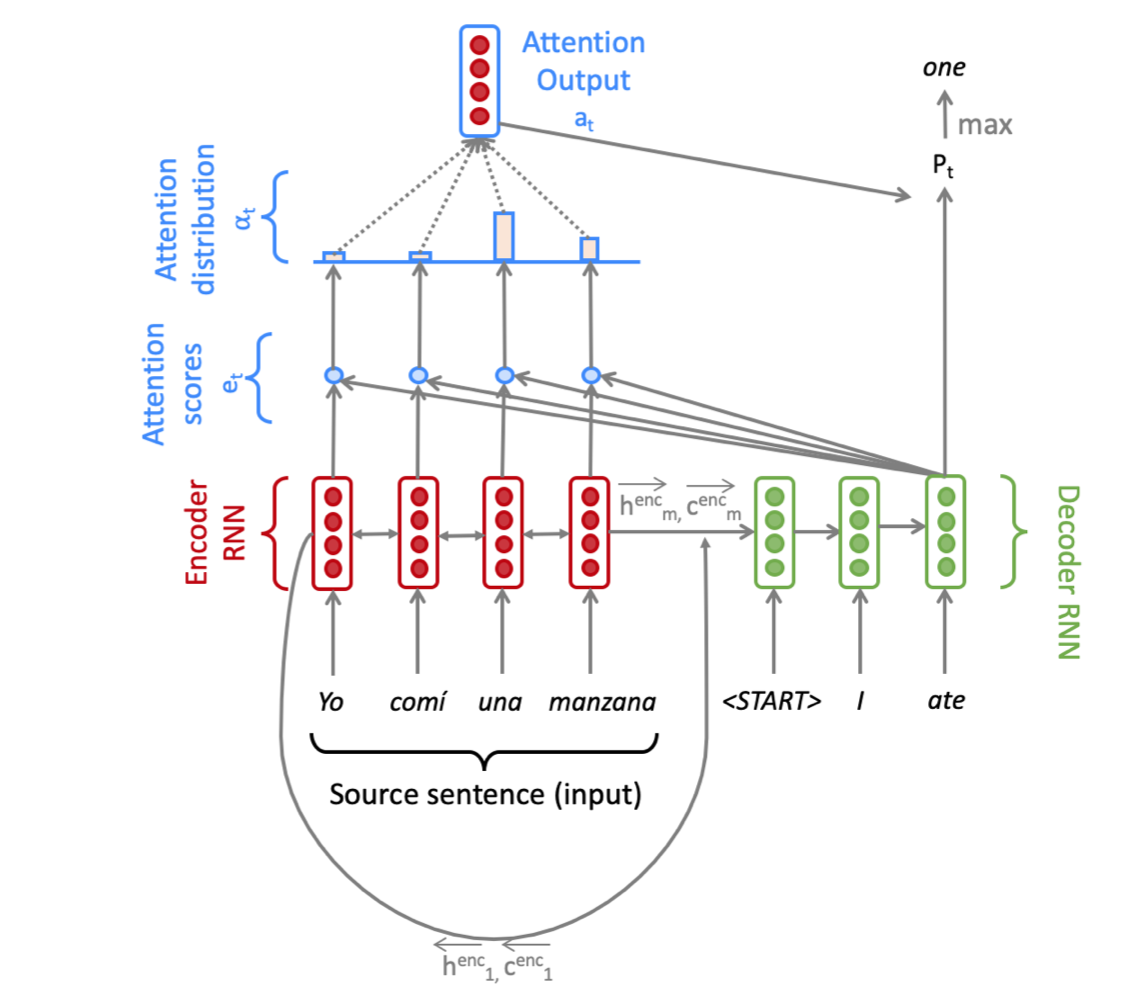 Attention
Output
a_t
one
max
P_t
Attention
distribution
α_t
Attention
scores
e_t
Encoder
RNN
h^enc_m, c^enc_m
Decoder RNN
Yo comí una manzana <START> I ate
Source sentence (input)
h^enc_1, c^enc_1